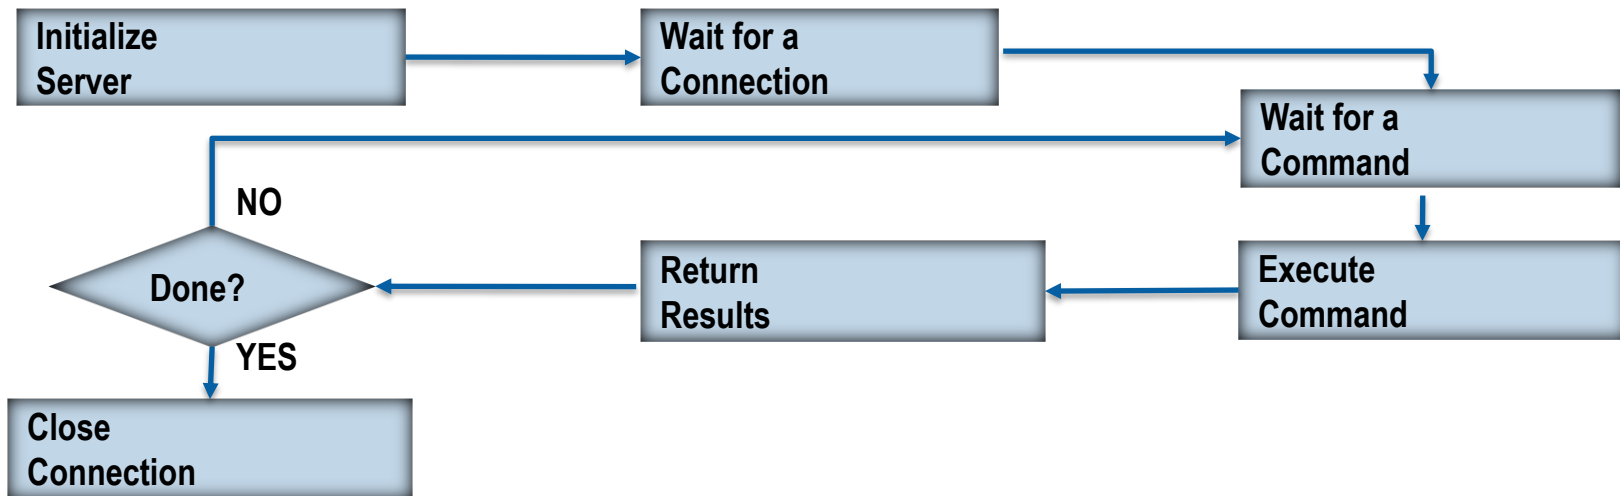 Initialize
Server
Wait for a
Connection
Wait for a
Command
NO
Done?
Return
Results
Execute
Command
YES
Close
Connection